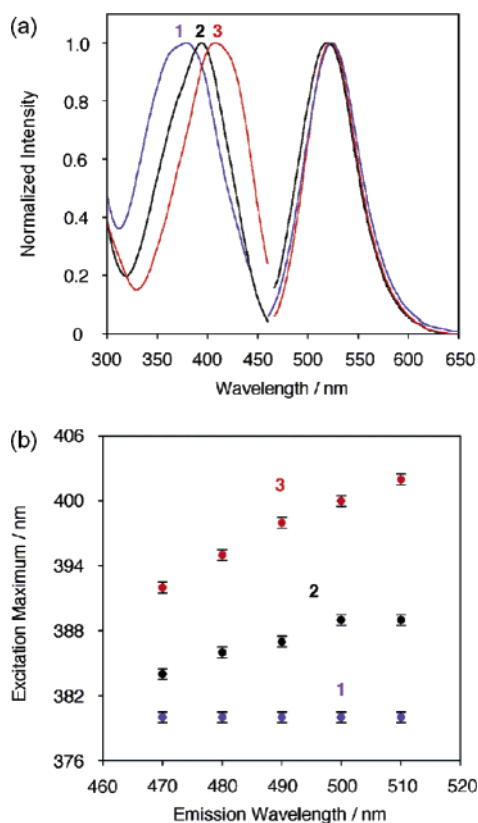 (a)
1 2 3
1.0
0.8
0.6
0.4
0.2
0
Normalized Intensity
300 350 400 450 500 550 600 650
Wavelength / nm
(b)
406
400
394
388
382
376
Excitation Maximum / nm
3
2
1
460 470 480 490 500 510 520
Emission Wavelength / nm